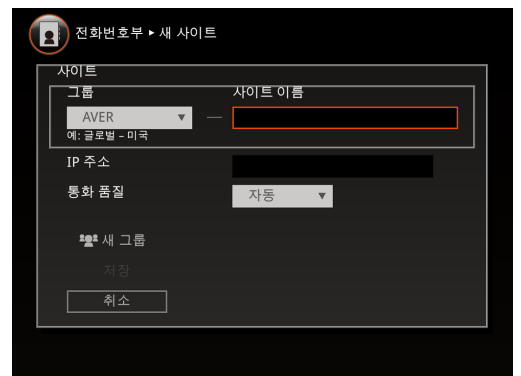 전화번호부 ▸ 새 사이트
사이트
그룹 사이트 이름
AVER ▼ —
예: 글로벌 – 미국
IP 주소
통화 품질 자동 ▼
새 그룹
저장
취소